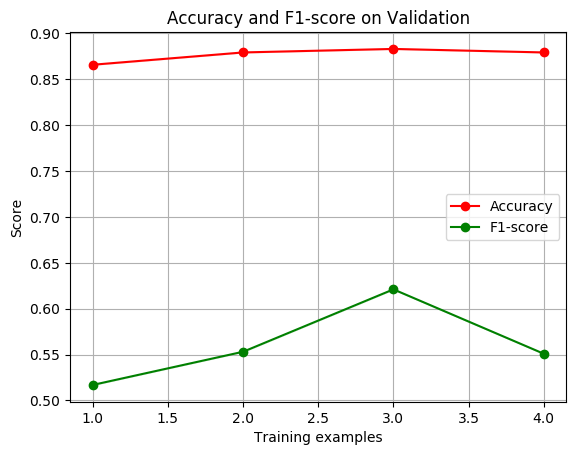 Accuracy and F1-score on Validation
0.90
0.85
0.80
0.75
0.70
0.65
0.60
0.55
0.50
Score
Accuracy
F1-score
1.0 1.5 2.0 2.5 3.0 3.5 4.0
Training examples